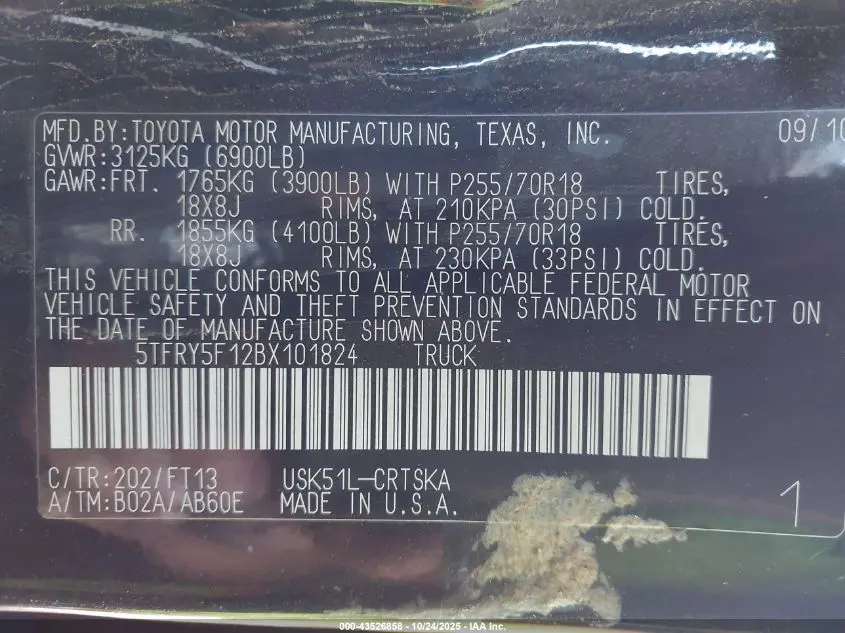 MFD.BY:TOYOTA MOTOR MANUFACTURING, TEXAS, INC. 09/10
GVWR:3125KG (6900LB)
GAWR:FRT. 1765KG (3900LB) WITH P255/70R18 TIRES,
18X8J RIMS, AT 210KPA (30PSI) COLD.
RR. 1855KG (4100LB) WITH P255/70R18 TIRES,
18X8J RIMS, AT 230KPA (33PSI) COLD.
THIS VEHICLE CONFORMS TO ALL APPLICABLE FEDERAL MOTOR
VEHICLE SAFETY AND THEFT PREVENTION STANDARDS IN EFFECT ON
THE DATE OF MANUFACTURE SHOWN ABOVE.
5TFRY5F12BX101824 TRUCK
C/TR:202/FT13 USK51L-CRTSKA
A/TM:B02A/AB60E MADE IN U.S.A.
1
000-43526858 - 10/24/2025 - IAA Inc.